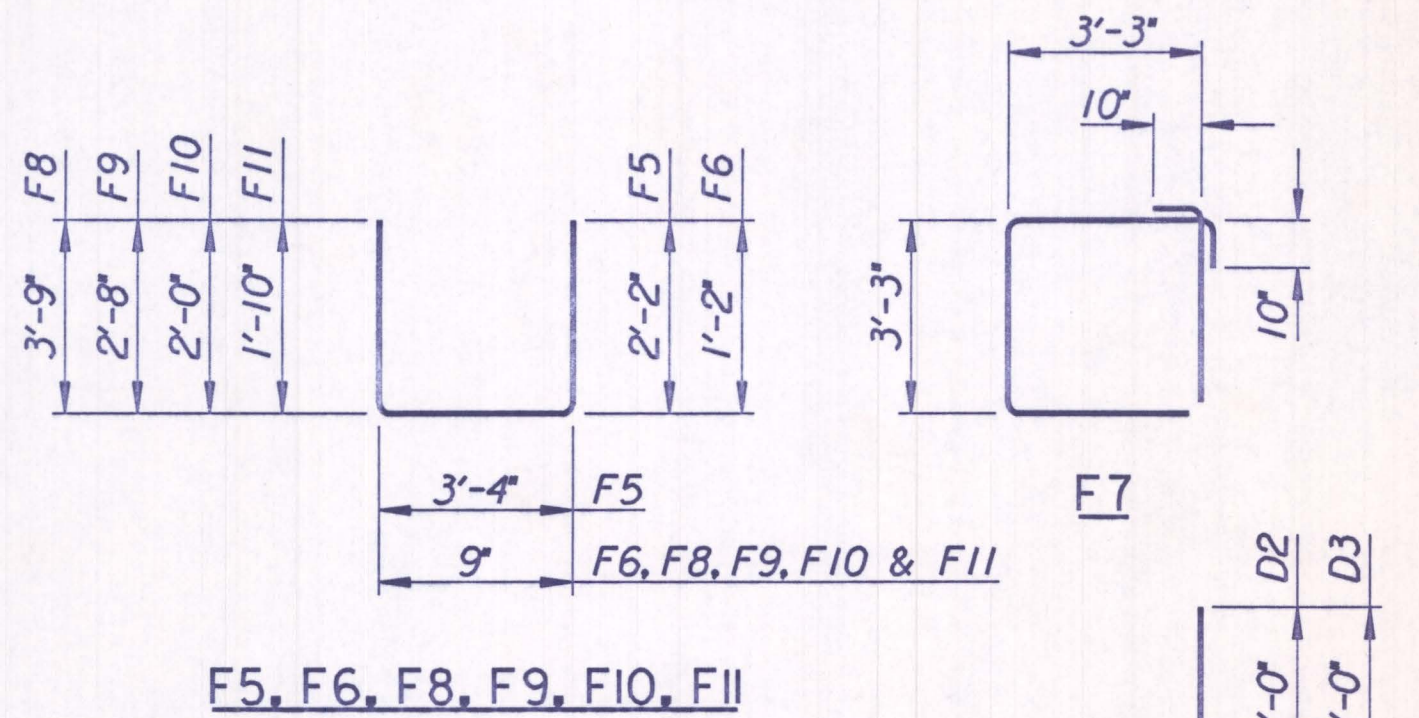 3'-3"
10"
F8
F9
F10
F11
F5
F6
3'-9"
2'-8"
2'-0"
1'-10"
2'-2"
1'-2"
3'-3"
10"
3'-4" F5
F7
9" F6, F8, F9, F10 & F11
D2
D3
F5, F6, F8, F9, F10, F11
'-0"
'-0"